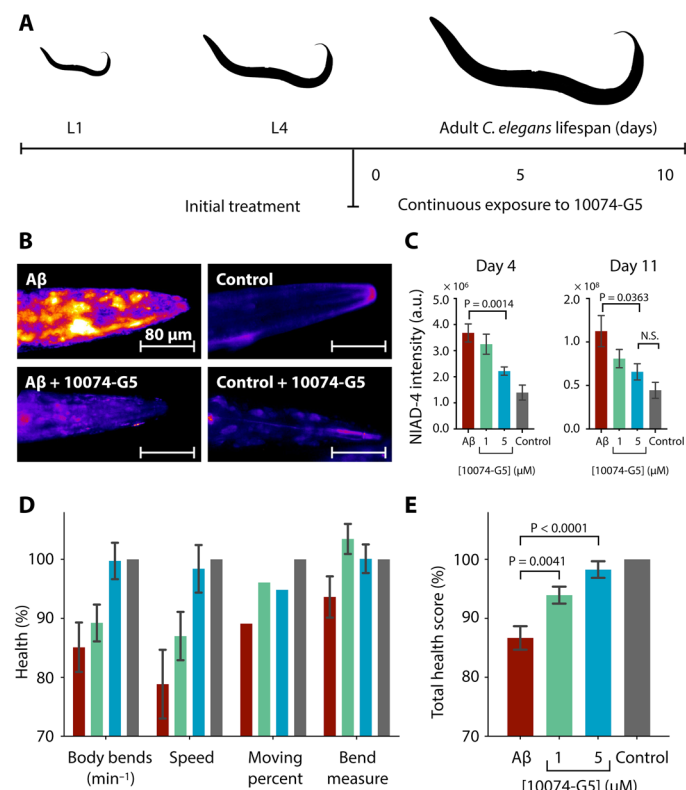 A
L1 L4 Adult C. elegans lifespan (days)
0 5 10
Initial treatment Continuous exposure to 10074-G5
B
Aβ
80 μm
Control
Aβ + 10074-G5
Control + 10074-G5
C
Day 4
× 10⁶
NIAD-4 intensity (a.u.)
5.0
4.0
3.0
2.0
1.0
0.0
P = 0.0014
Aβ 1 5 Control
[10074-G5] (μM)
Day 11
× 10⁸
2.0
1.0
0.5
0.0
P = 0.0363
N.S.
Aβ 1 5 Control
[10074-G5] (μM)
D
Health (%)
100
90
80
70
Body bends
(min⁻¹)
Speed
Moving
percent
Bend
measure
E
Total health score (%)
100
90
80
70
P < 0.0001
P = 0.0041
Aβ 1 5 Control
[10074-G5] (μM)